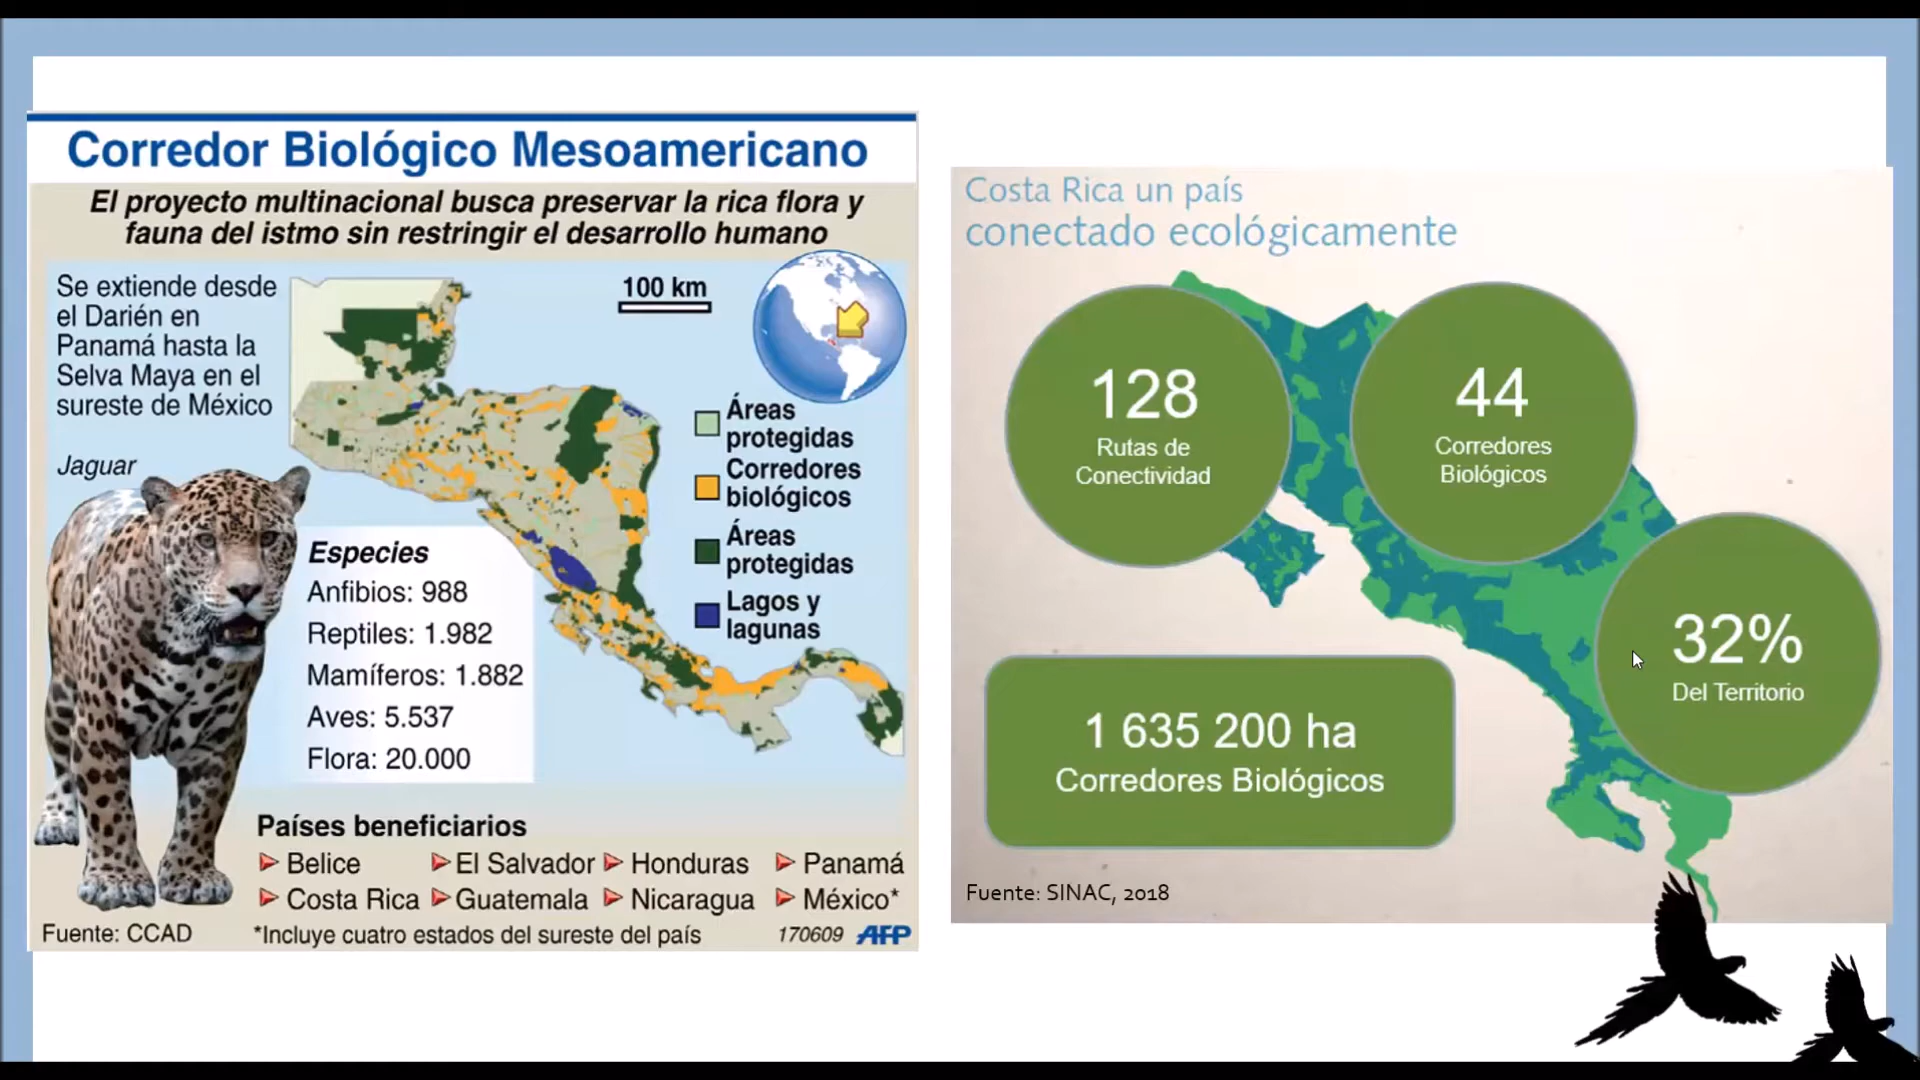 Corredor Biológico Mesoamericano
El proyecto multinacional busca preservar la rica flora y
fauna del istmo sin restringir el desarrollo humano
Se extiende desde
el Darién en
Panamá hasta la
Selva Maya en el
sureste de México
100 km
Áreas
protegidas
Corredores
biológicos
Áreas
protegidas
Lagos y
lagunas
Jaguar
Especies
Anfibios: 988
Reptiles: 1.982
Mamíferos: 1.882
Aves: 5.537
Flora: 20.000
Países beneficiarios
Belice El Salvador Honduras Panamá
Costa Rica Guatemala Nicaragua México*
Fuente: CCAD *Incluye cuatro estados del sureste del país 170609 AFP
Costa Rica un país
conectado ecológicamente
128
Rutas de
Conectividad
44
Corredores
Biológicos
32%
Del Territorio
1 635 200 ha
Corredores Biológicos
Fuente: SINAC, 2018